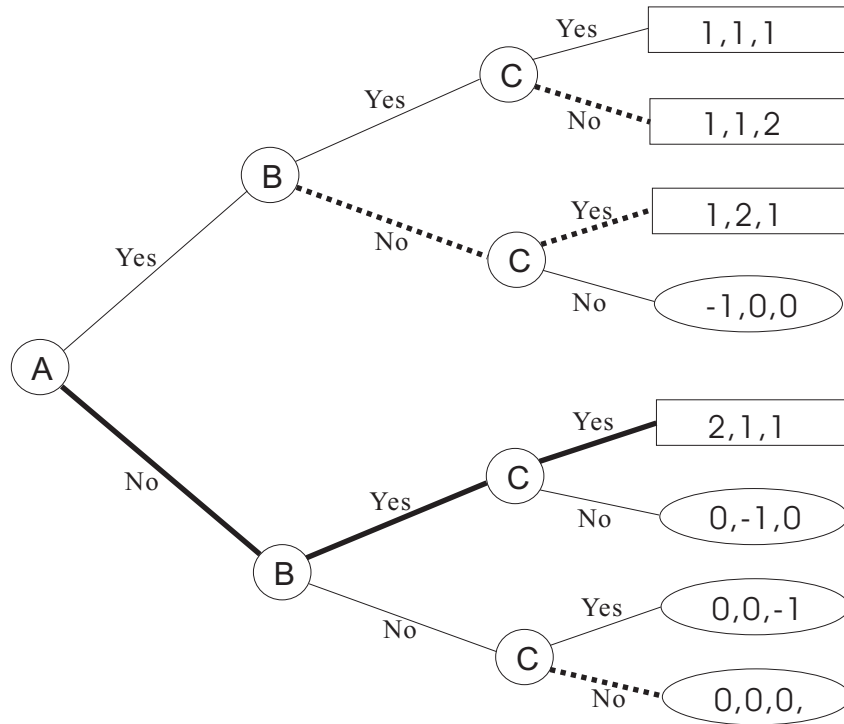 Yes
1,1,1
C
Yes
No
1,1,2
B
Yes
1,2,1
No
C
Yes
No
-1,0,0
A
Yes
2,1,1
No
C
Yes
No
0,-1,0
B
Yes
0,0,-1
No
C
No
0,0,0,